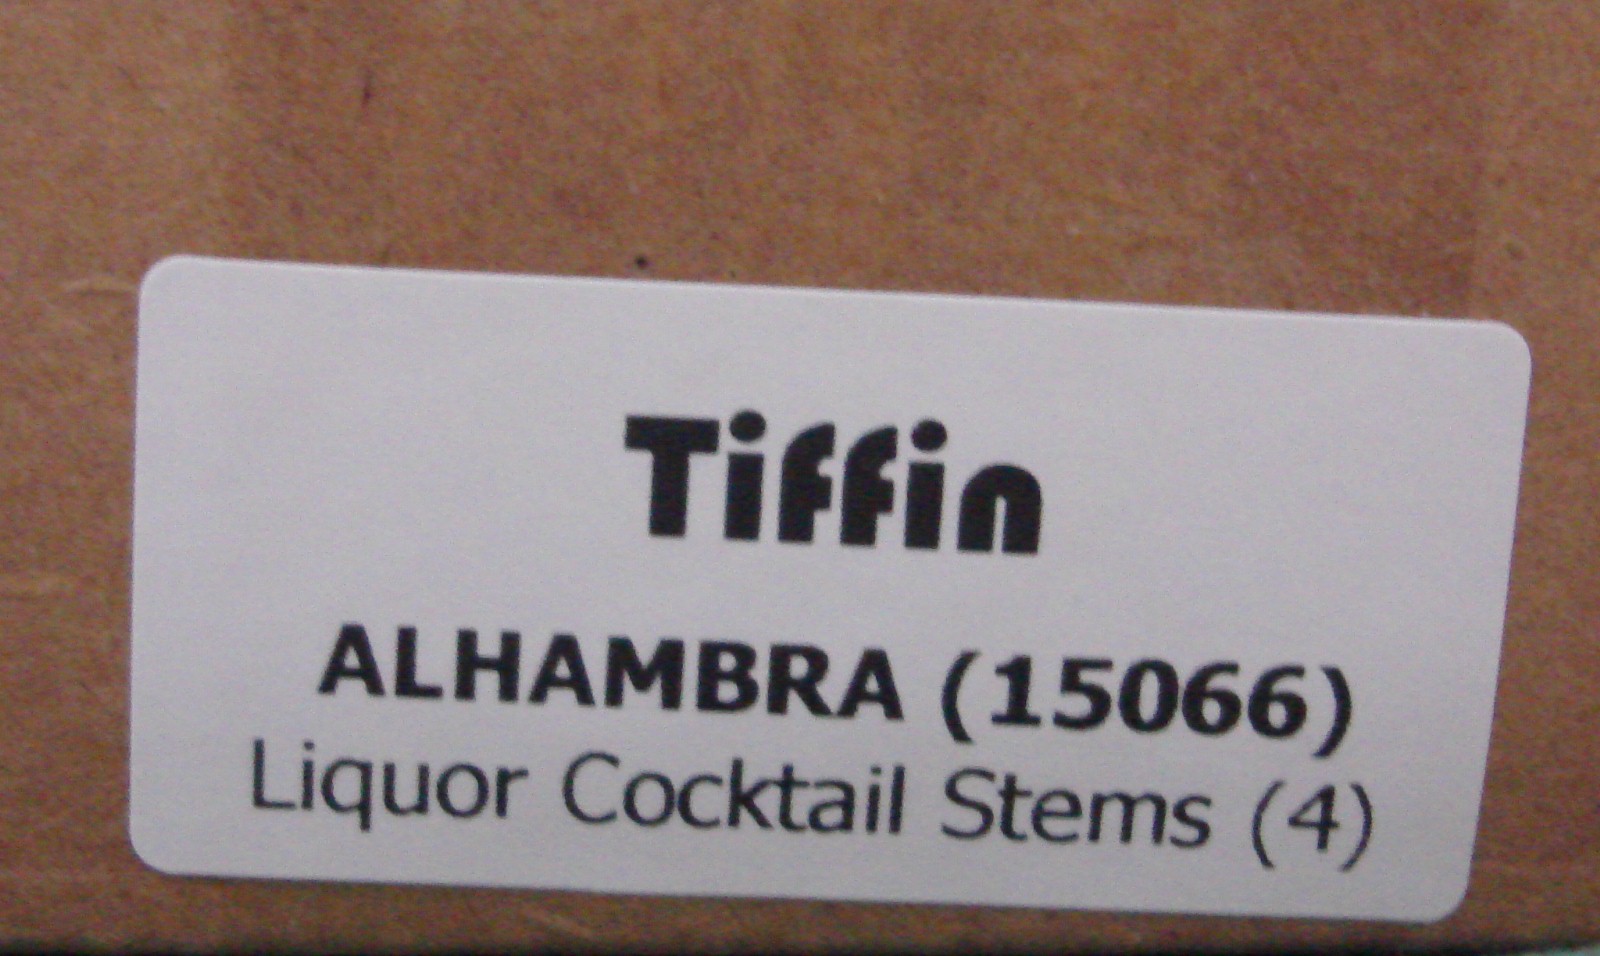 Tiffin
ALHAMBRA (15066)
Liquor Cocktail Stems (4)